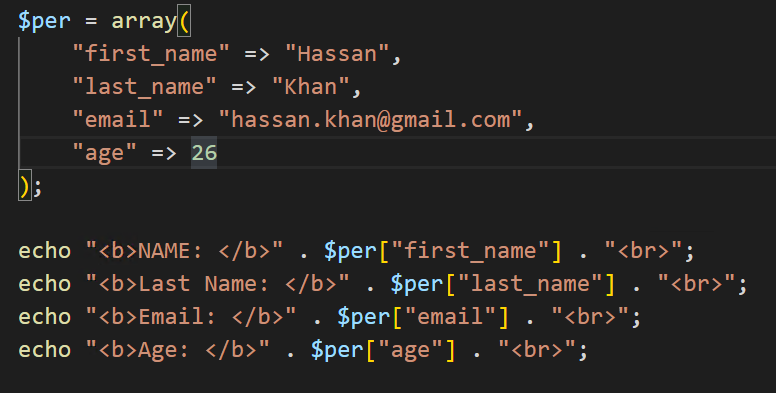 $per = array(
    "first_name" => "Hassan",
    "last_name" => "Khan",
    "email" => "hassan.khan@gmail.com",
    "age" => 26
);
echo "<b>NAME: </b>" . $per["first_name"] . "<br>";
echo "<b>Last Name: </b>" . $per["last_name"] . "<br>";
echo "<b>Email: </b>" . $per["email"] . "<br>";
echo "<b>Age: </b>" . $per["age"] . "<br>";